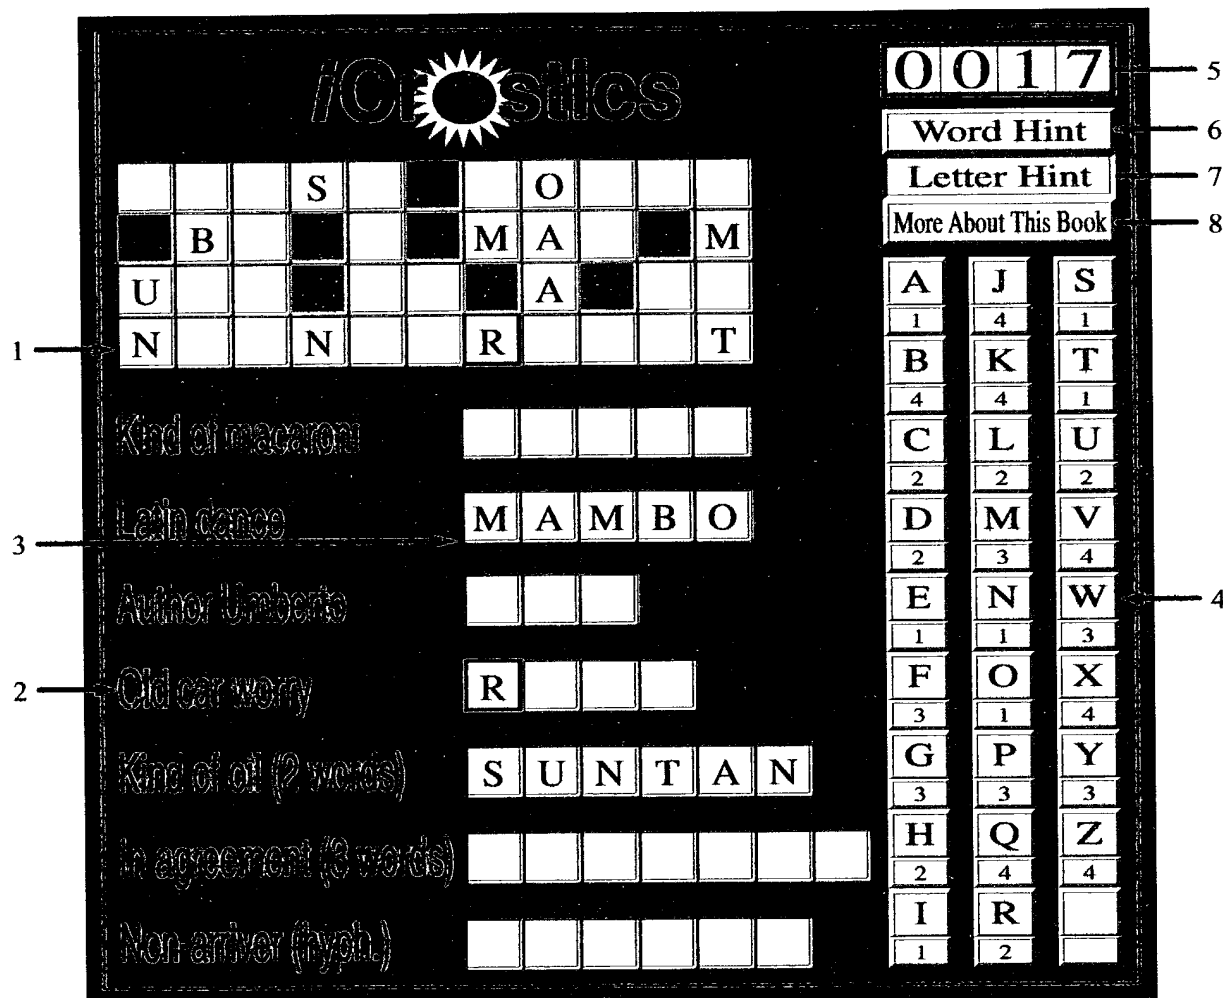 iCrostics
0017 5
Word Hint 6
Letter Hint 7
More About This Book 8
S O
B M A M
U A
1 N N R T
A J S
1 4 1
B K T
4 4 1
C L U
2 2 2
D M V
2 3 4
E N W 4
1 1 3
F O X
3 1 4
G P Y
3 3 3
H Q Z
2 4 4
I R
1 2
Kind of macaroni
Latin dance MAMBO
3
Author Umberto
2 Old car worry R
Kind of oil (2 words) SUNTAN
In agreement (3 words)
Non-arriver (hyph.)